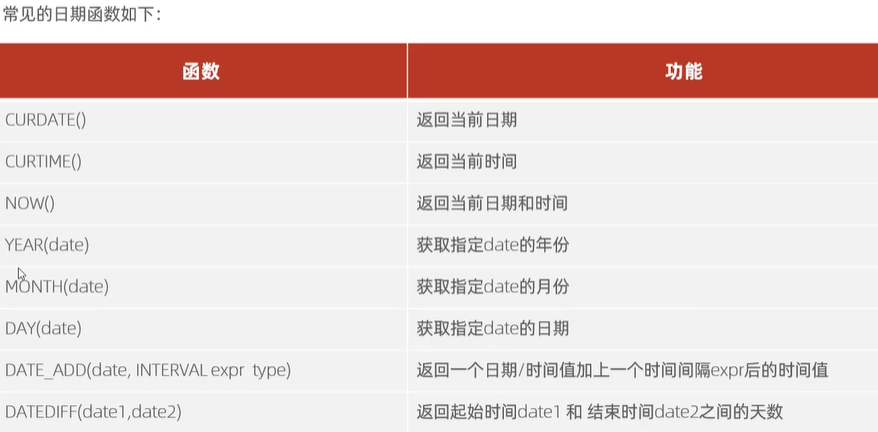 常见的日期函数如下：
函数 功能
CURDATE() 返回当前日期
CURTIME() 返回当前时间
NOW() 返回当前日期和时间
YEAR(date) 获取指定date的年份
MONTH(date) 获取指定date的月份
DAY(date) 获取指定date的日期
DATE_ADD(date, INTERVAL expr type) 返回一个日期/时间值加上一个时间间隔expr后的时间值
DATEDIFF(date1,date2) 返回起始时间date1 和 结束时间date2之间的天数